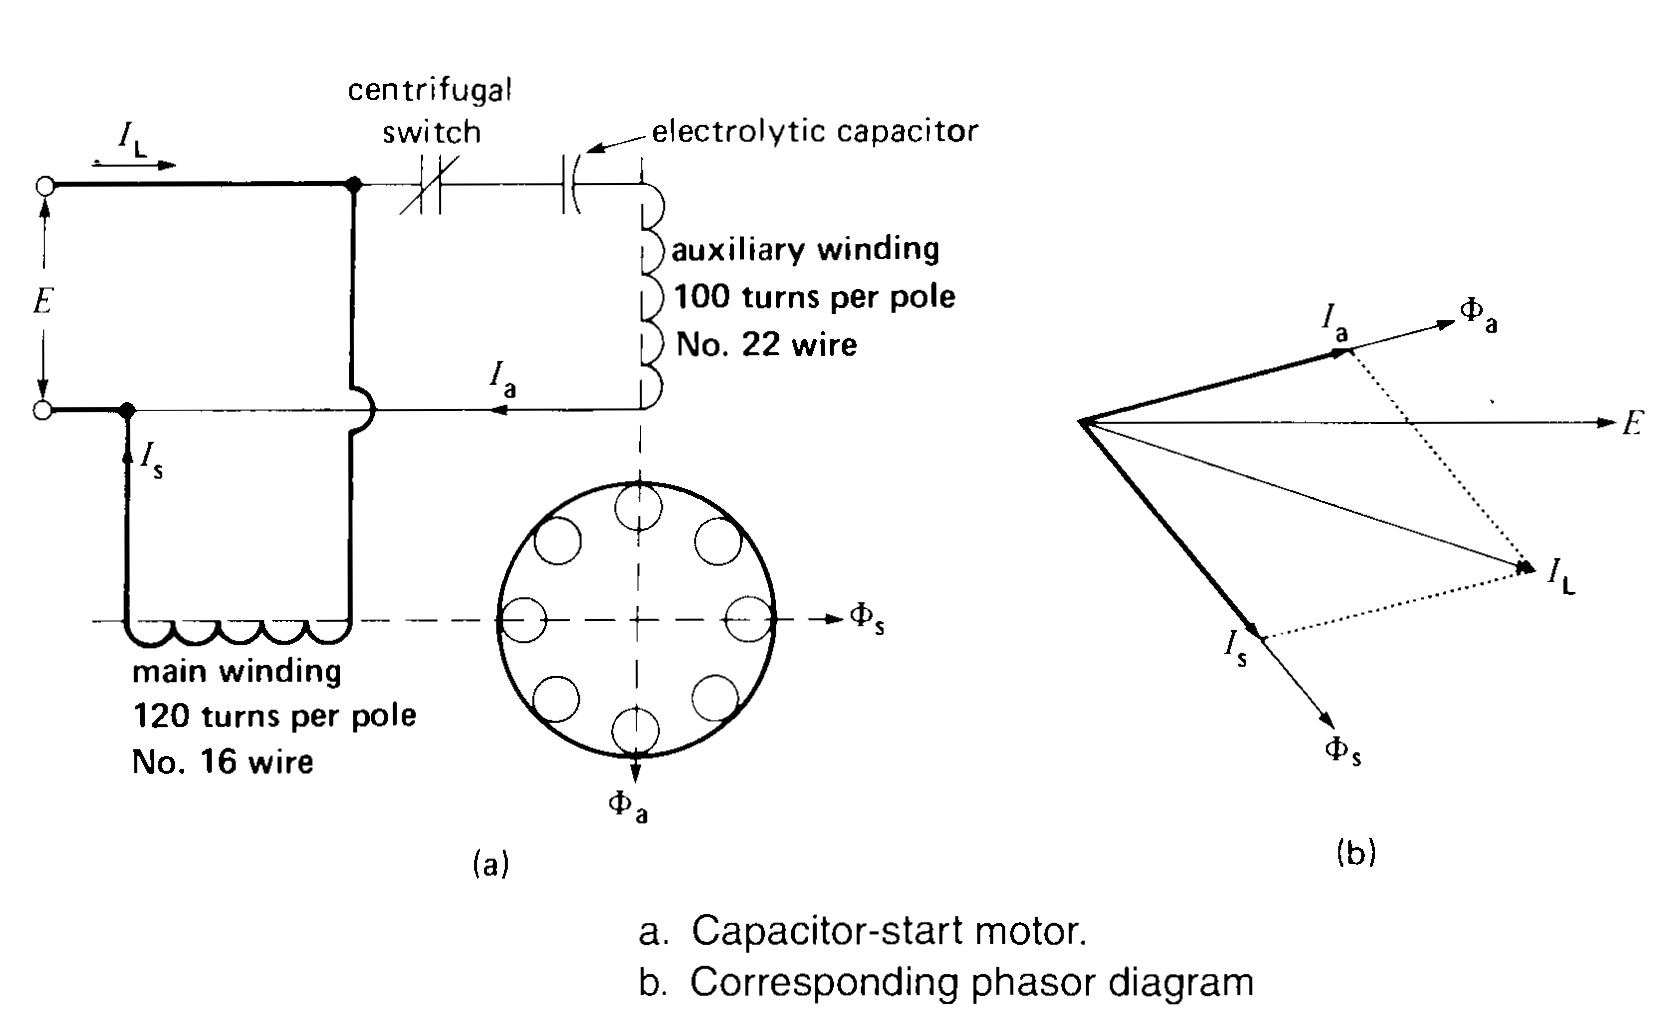 centrifugal
switch
electrolytic capacitor
I_L
E
auxiliary winding
100 turns per pole
No. 22 wire
I_a
I_s
Φ_s
main winding
120 turns per pole
No. 16 wire
Φ_a
(a)
I_a
Φ_a
E
I_L
I_s
Φ_s
(b)
a. Capacitor-start motor.
b. Corresponding phasor diagram